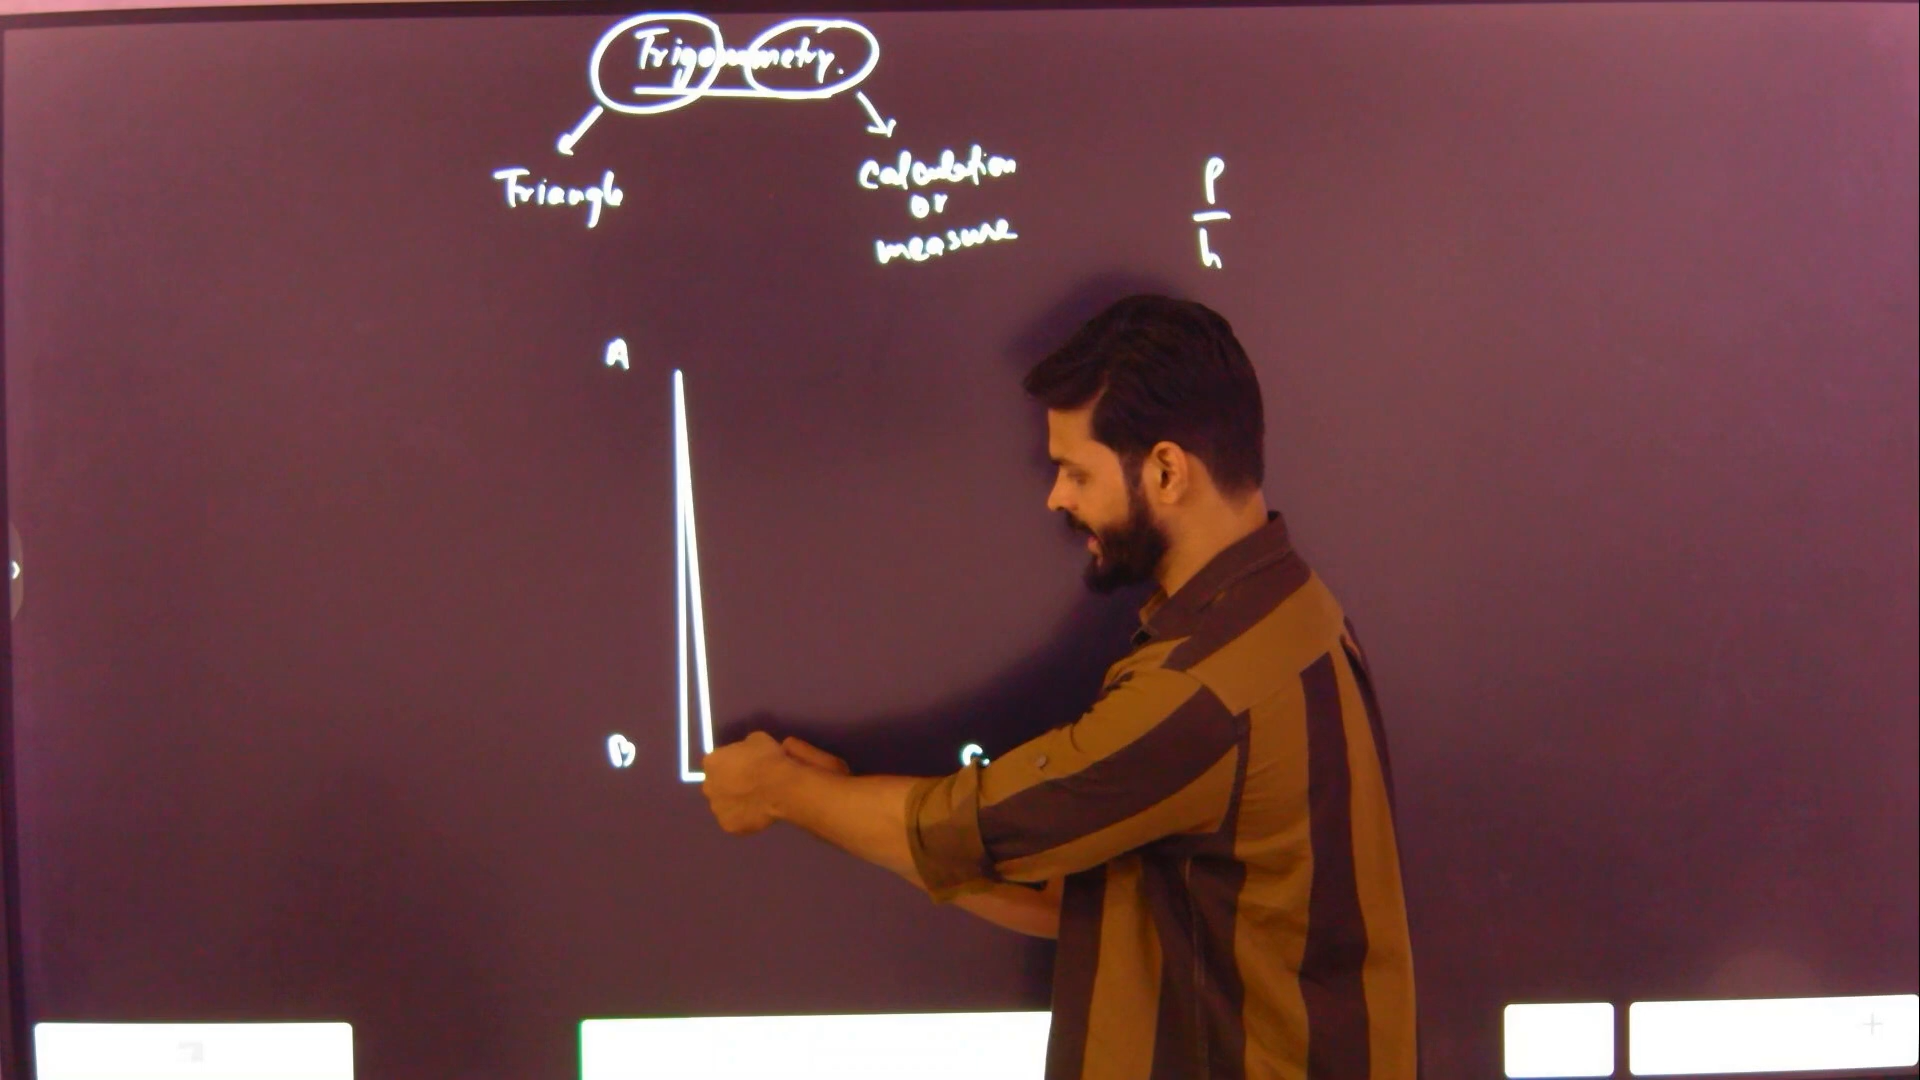 Trigonometry.
Triangle
Calculation
or
measure
P
h
A
B
C